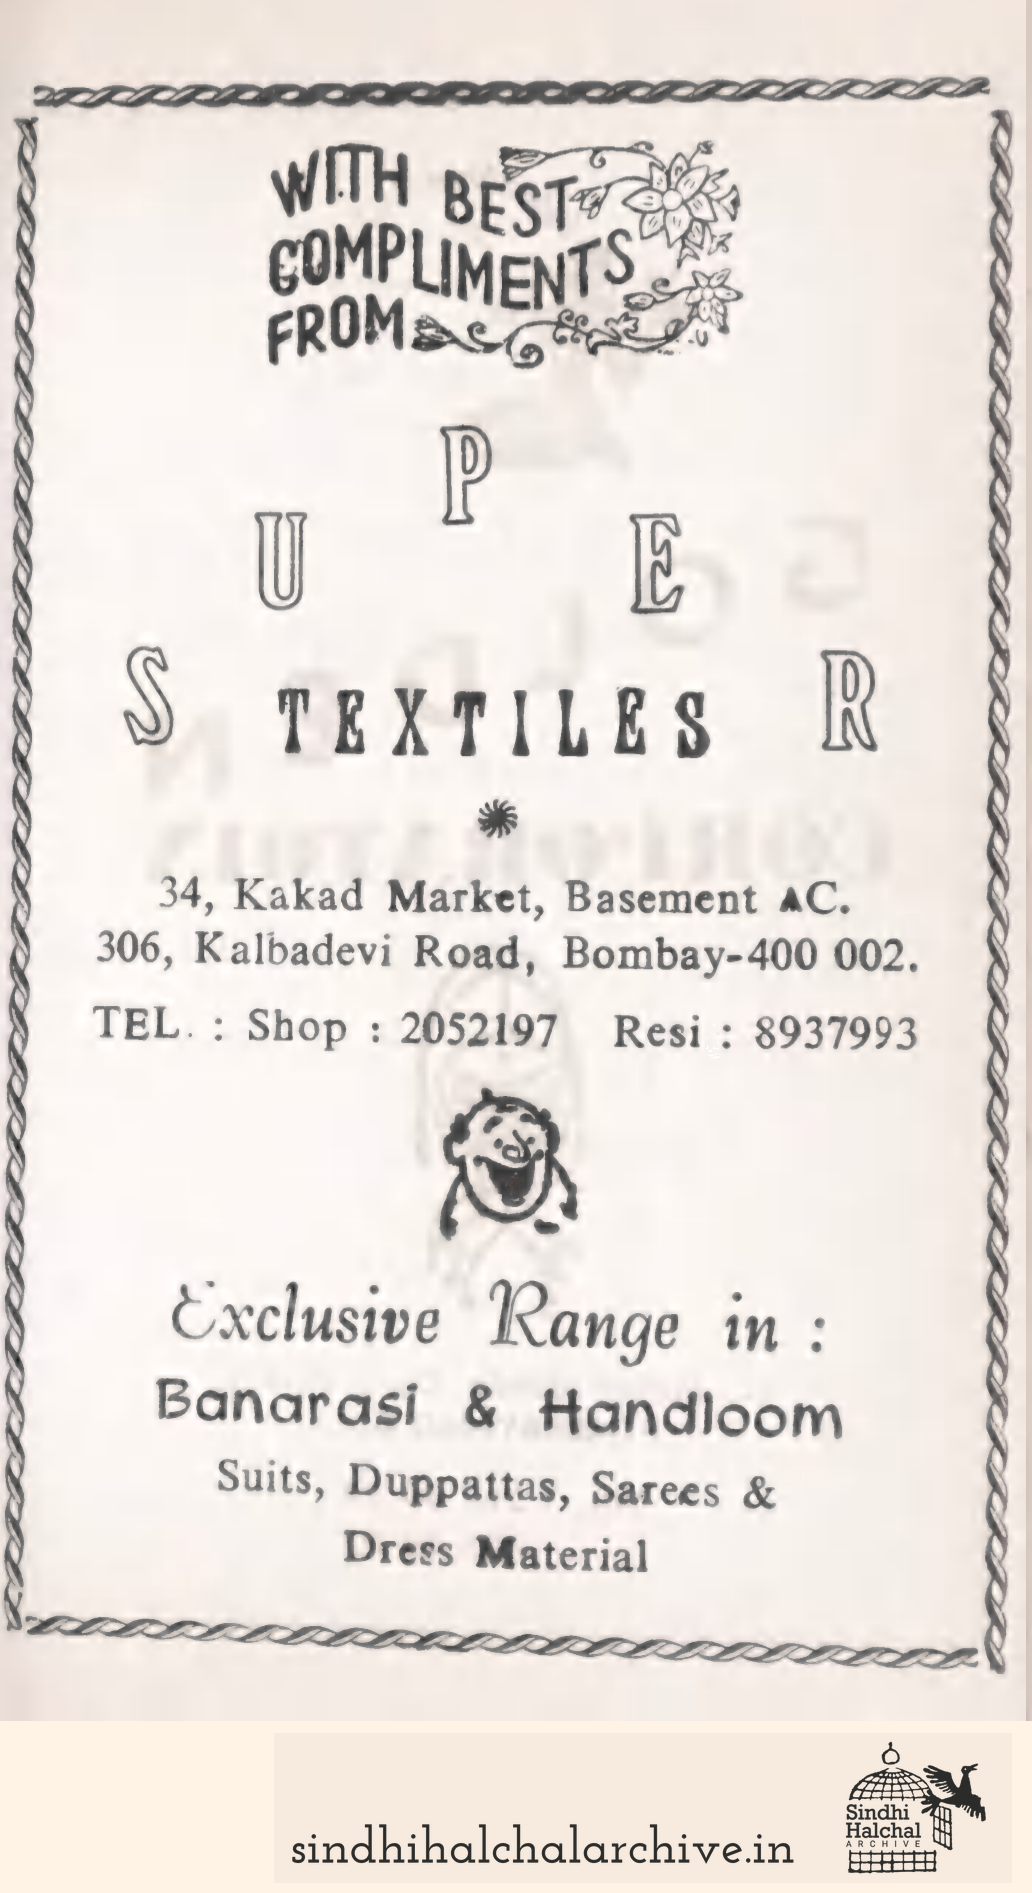 WITH BEST
COMPLIMENTS
FROM
SUPER
TEXTILES
34, Kakad Market, Basement AC.
306, Kalbadevi Road, Bombay-400 002.
TEL. : Shop : 2052197 Resi : 8937993
Exclusive Range in :
Banarasi & Handloom
Suits, Duppattas, Sarees &
Dress Material
sindhihalchalarchive.in
Sindhi
Halchal
ARCHIVE